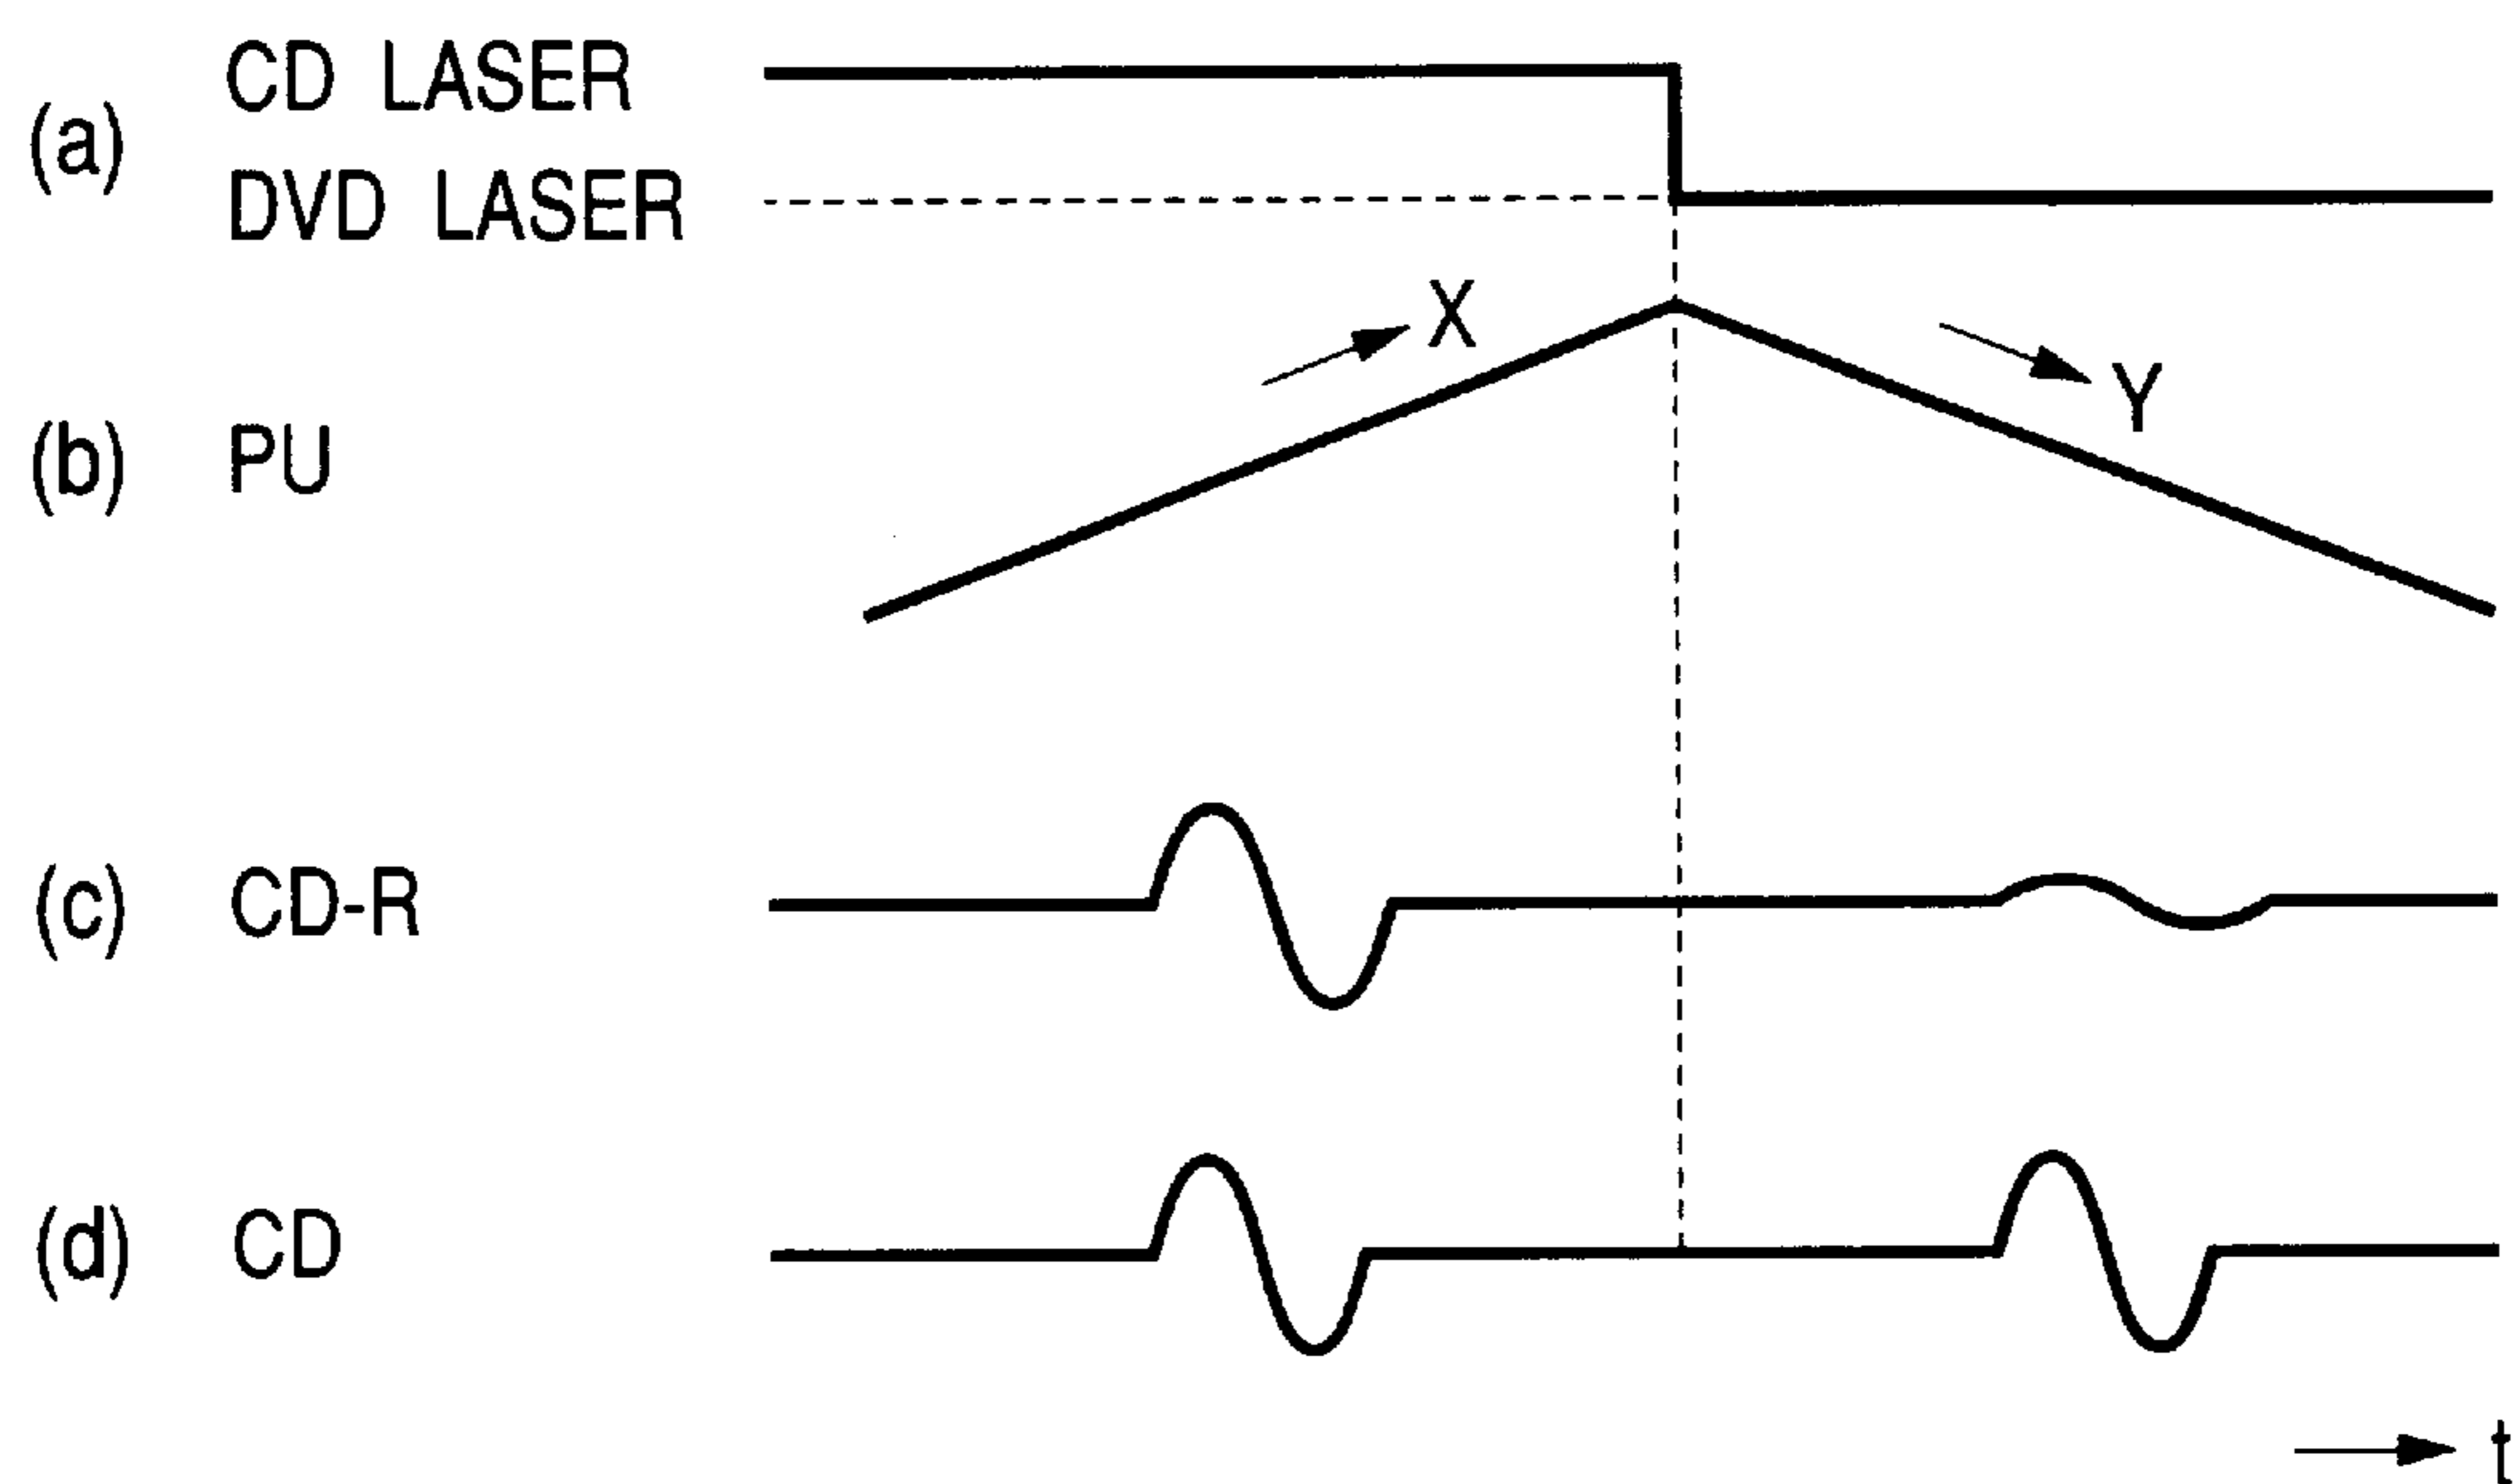 (a) CD LASER
DVD LASER
X
Y
(b) PU
(c) CD-R
(d) CD
t